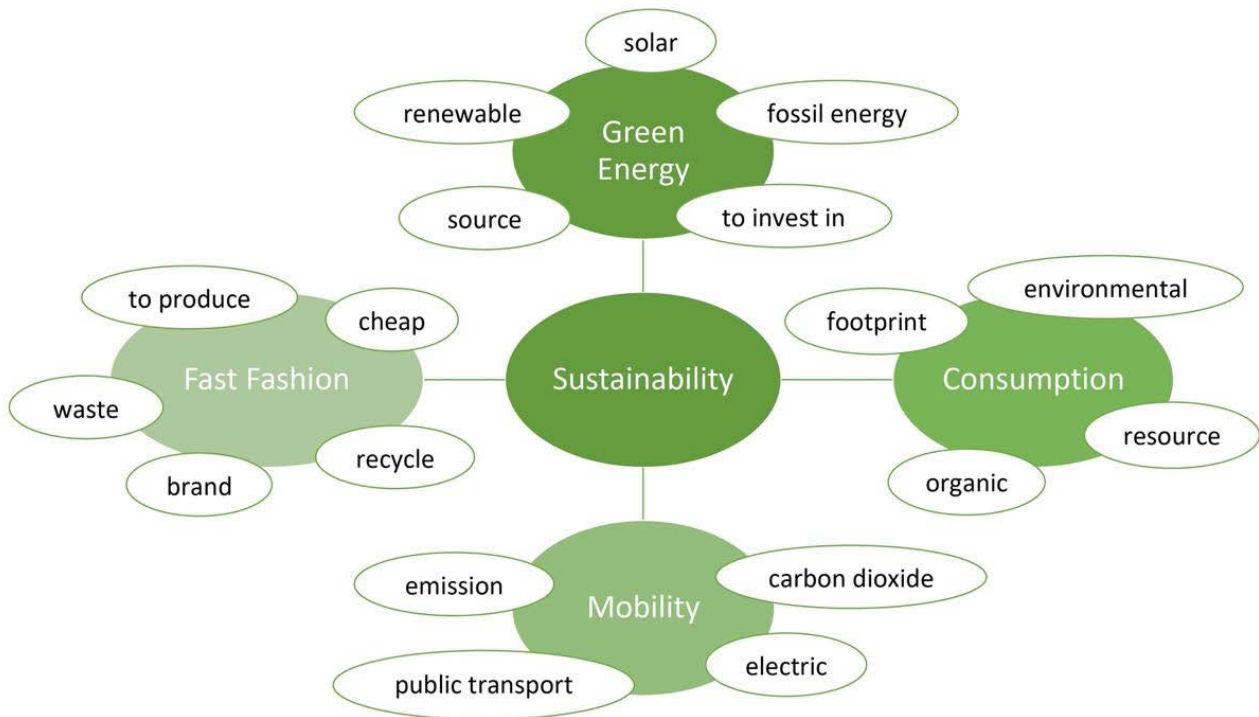 solar
renewable
fossil energy
Green
Energy
source
to invest in
to produce
cheap
Fast Fashion
waste
brand
recycle
Sustainability
environmental
footprint
Consumption
resource
organic
emission
carbon dioxide
Mobility
public transport
electric